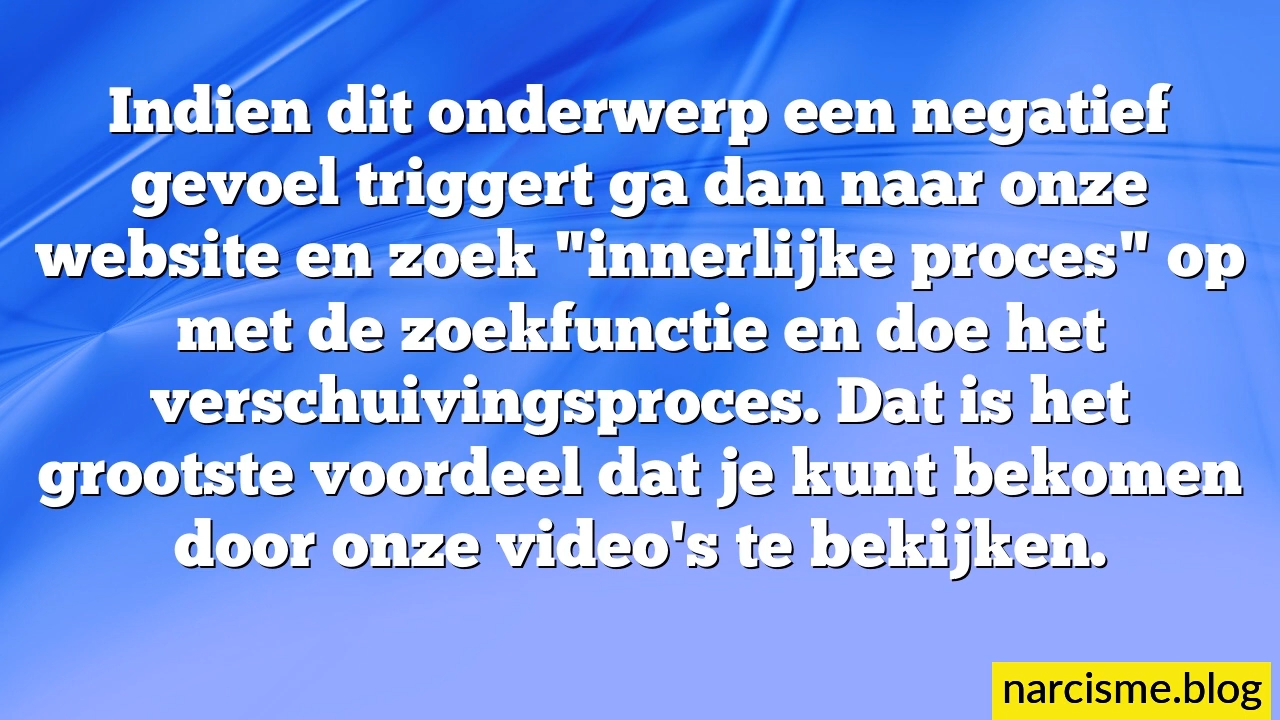 Indien dit onderwerp een negatief
gevoel triggert ga dan naar onze
website en zoek "innerlijke proces" op
met de zoekfunctie en doe het
verschuivingsproces. Dat is het
grootste voordeel dat je kunt bekomen
door onze video's te bekijken.
narcisme.blog